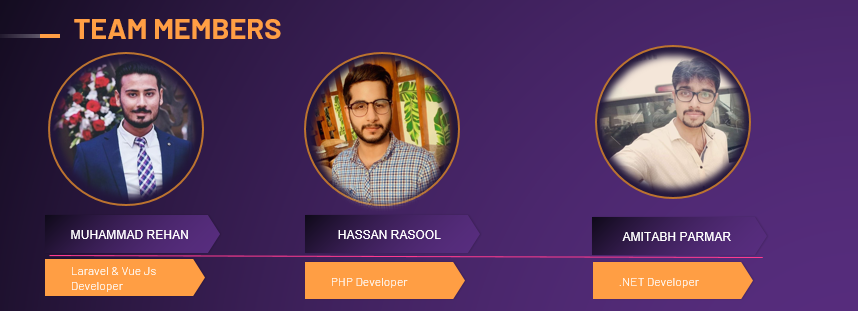 TEAM MEMBERS
MUHAMMAD REHAN
HASSAN RASOOL
AMITABH PARMAR
Laravel & Vue Js
Developer
PHP Developer
.NET Developer